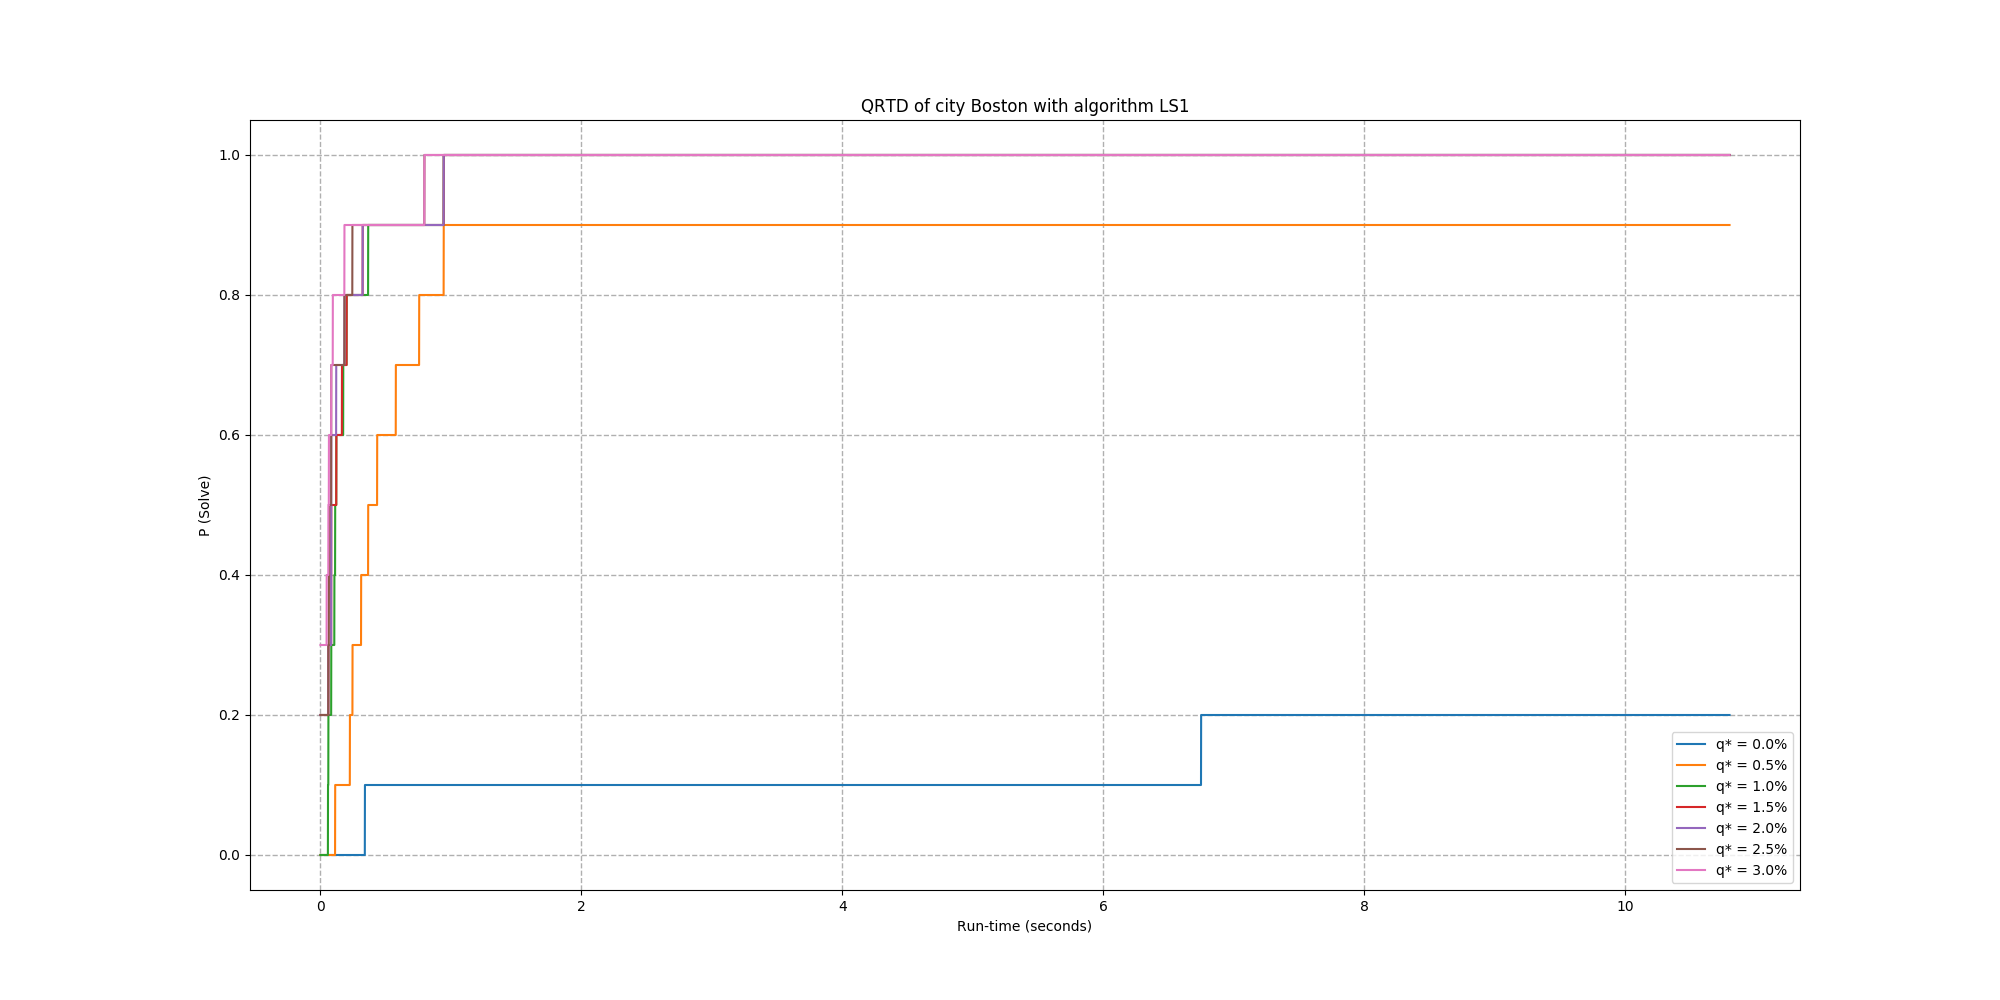 QRTD of city Boston with algorithm LS1
1.0
0.8
0.6
0.4
0.2
0.0
P (Solve)
0 2 4 6 8 10
Run-time (seconds)
q* = 0.0%
q* = 0.5%
q* = 1.0%
q* = 1.5%
q* = 2.0%
q* = 2.5%
q* = 3.0%